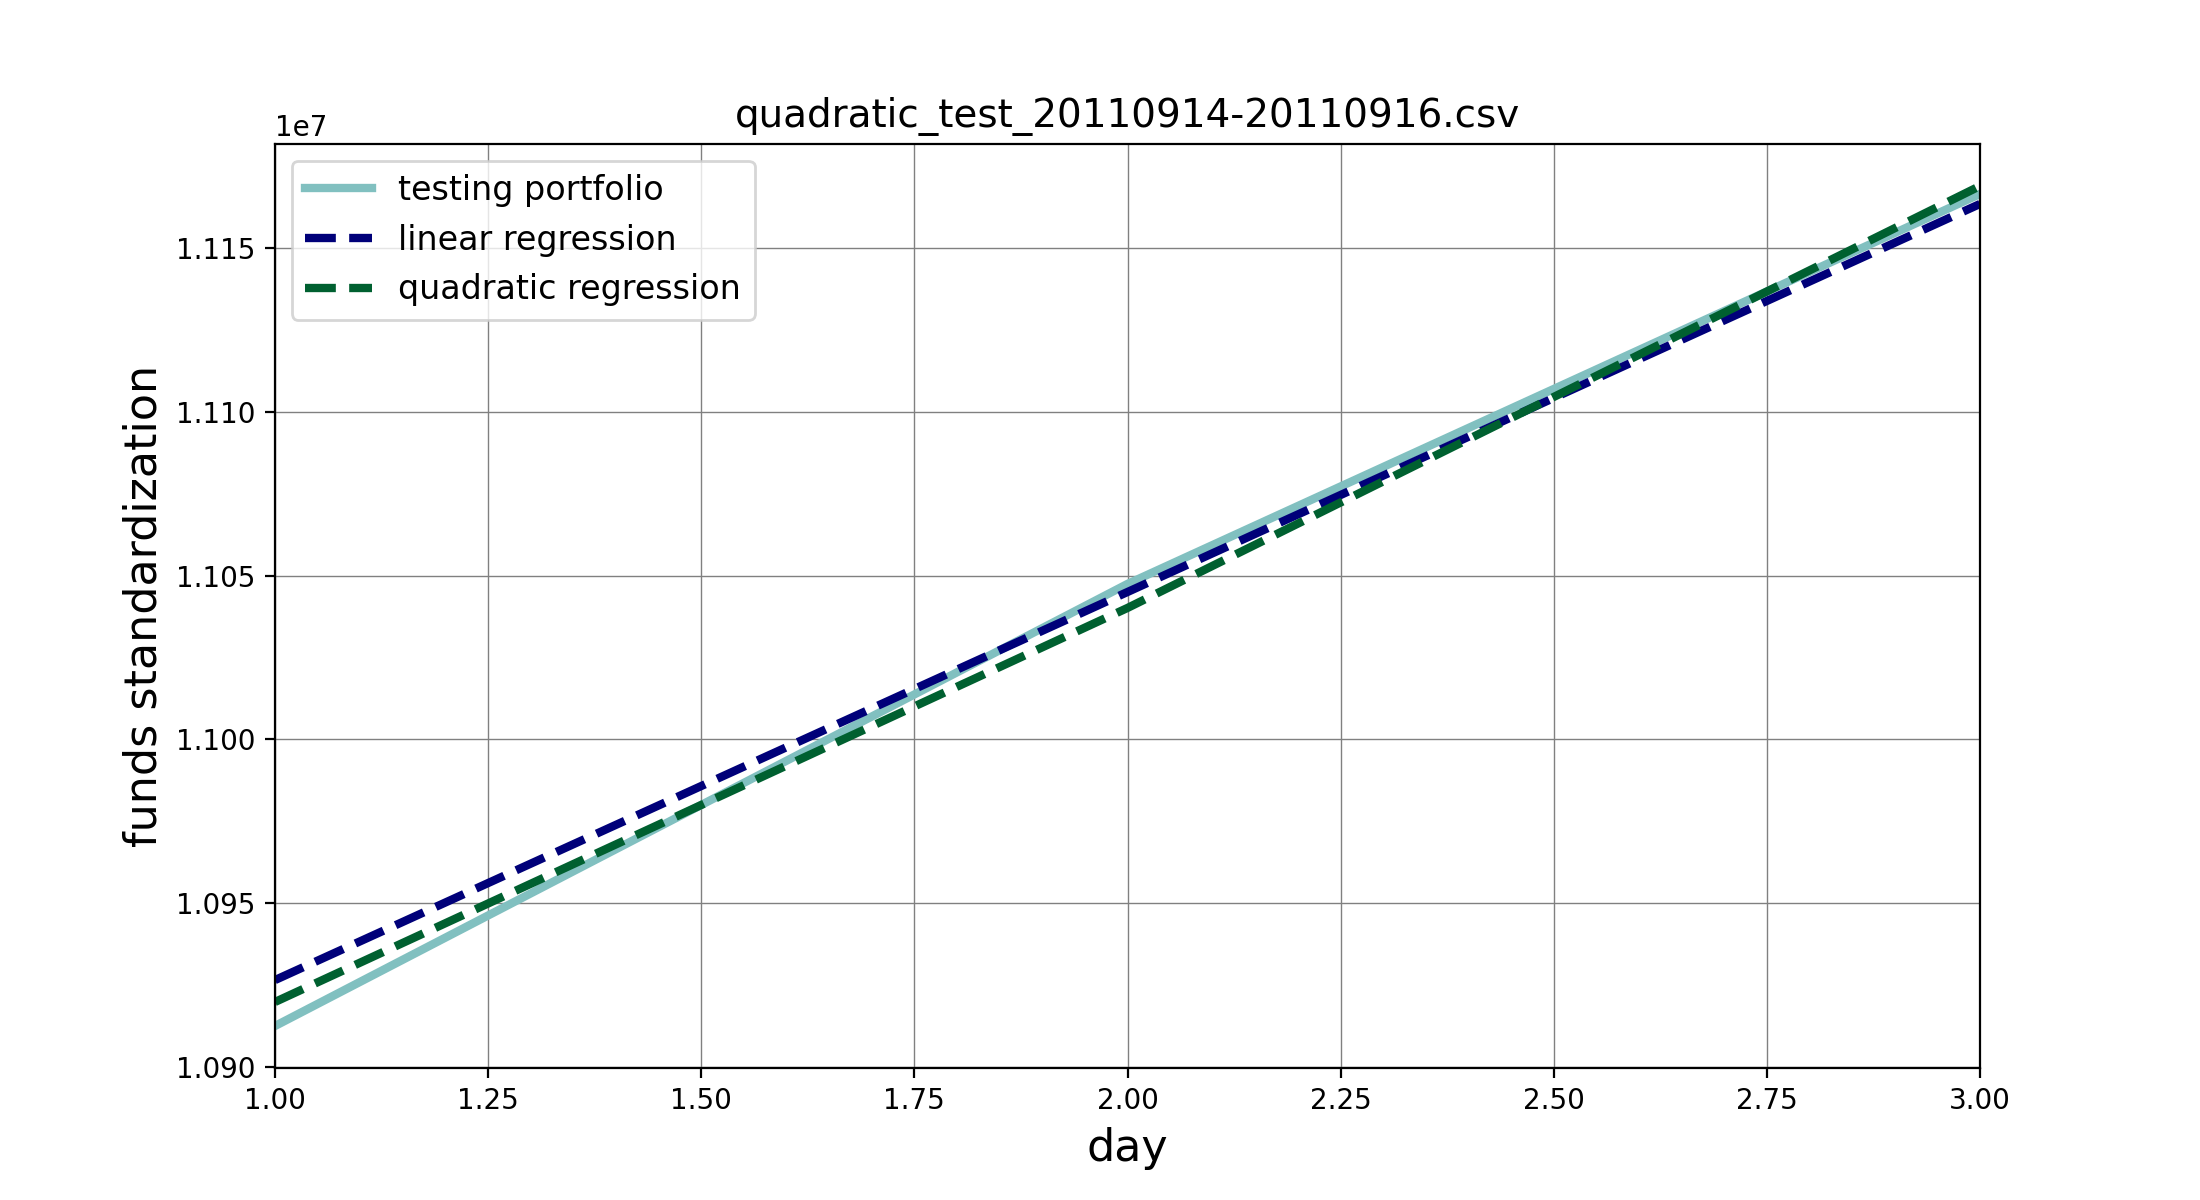 quadratic_test_20110914-20110916.csv
1e7
testing portfolio
linear regression
quadratic regression
1.115
1.110
1.105
1.100
1.095
1.090
funds standardization
1.00 1.25 1.50 1.75 2.00 2.25 2.50 2.75 3.00
day